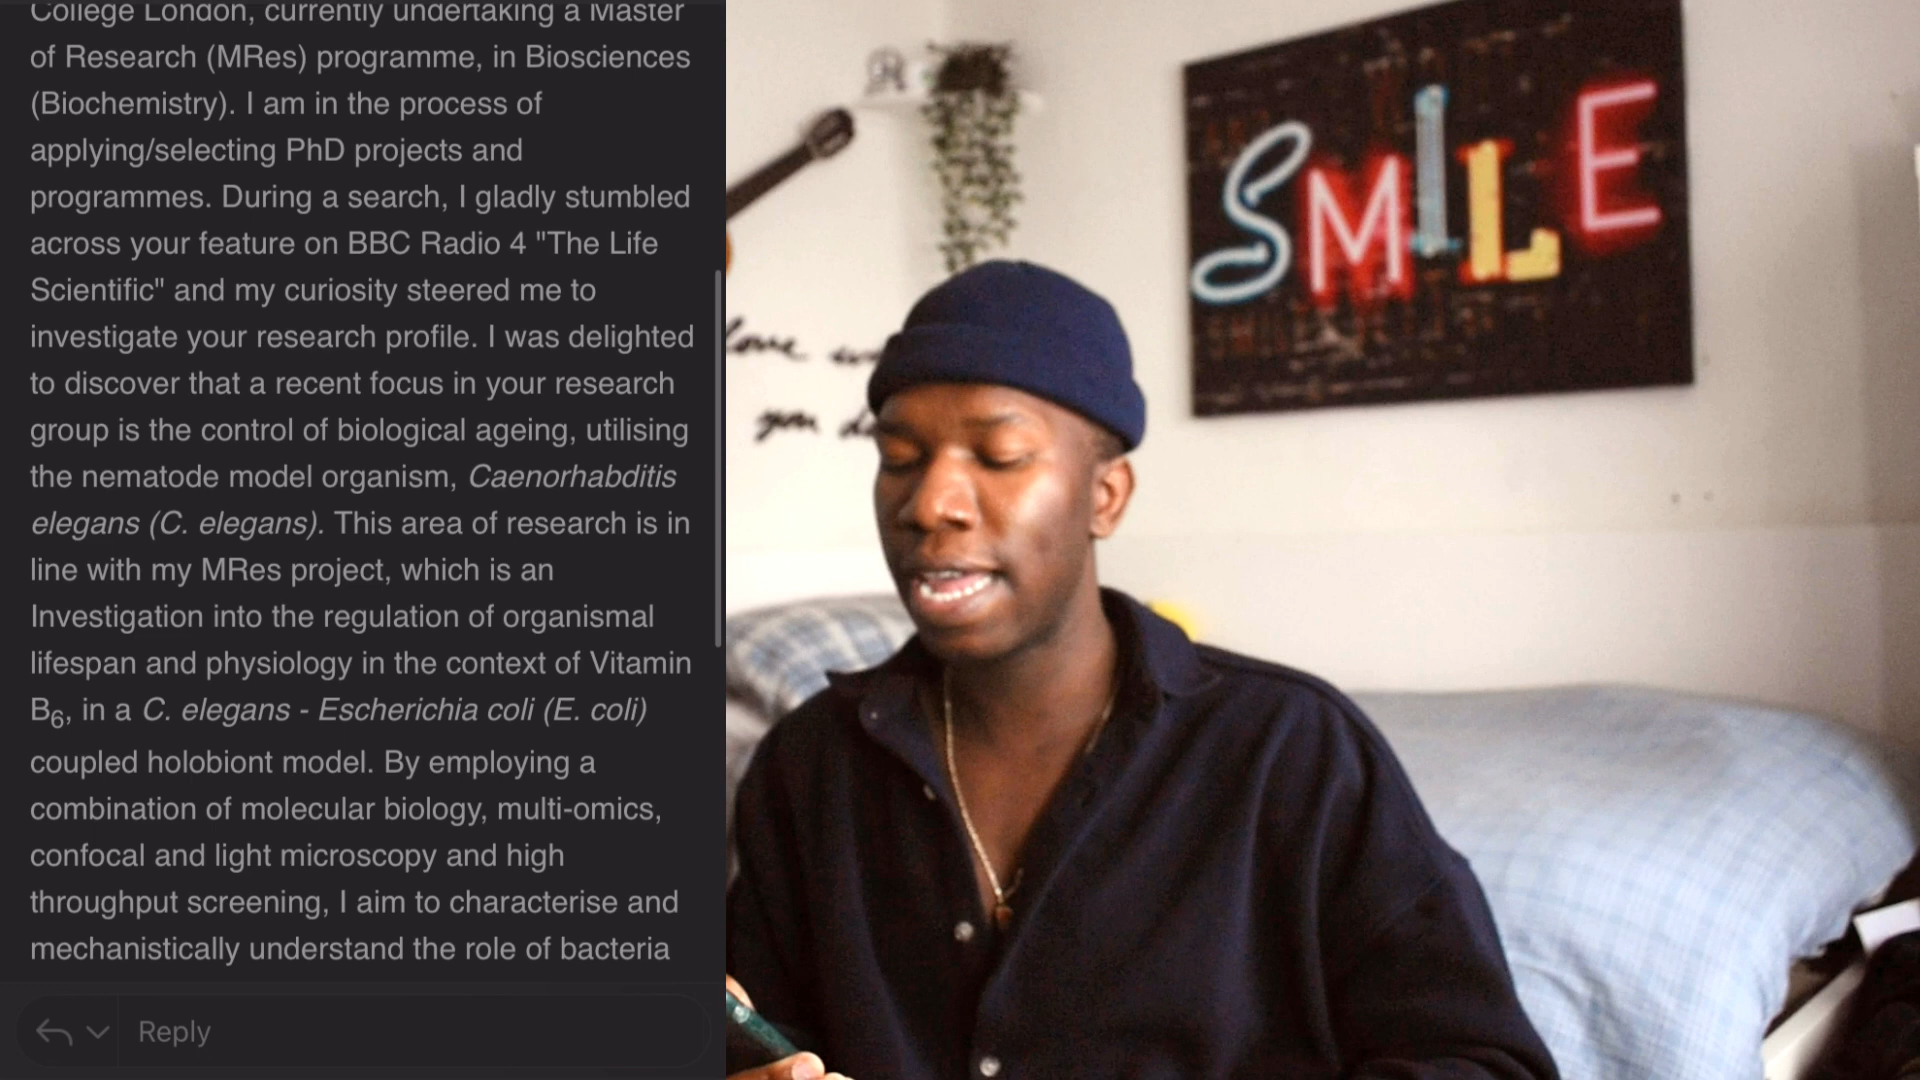 College London, currently undertaking a Master
of Research (MRes) programme, in Biosciences
(Biochemistry). I am in the process of
applying/selecting PhD projects and
programmes. During a search, I gladly stumbled
across your feature on BBC Radio 4 "The Life
Scientific" and my curiosity steered me to
investigate your research profile. I was delighted
to discover that a recent focus in your research
group is the control of biological ageing, utilising
the nematode model organism, Caenorhabditis
elegans (C. elegans). This area of research is in
line with my MRes project, which is an
Investigation into the regulation of organismal
lifespan and physiology in the context of Vitamin
B6, in a C. elegans - Escherichia coli (E. coli)
coupled holobiont model. By employing a
combination of molecular biology, multi-omics,
confocal and light microscopy and high
throughput screening, I aim to characterise and
mechanistically understand the role of bacteria
Reply
SMILE
love
you